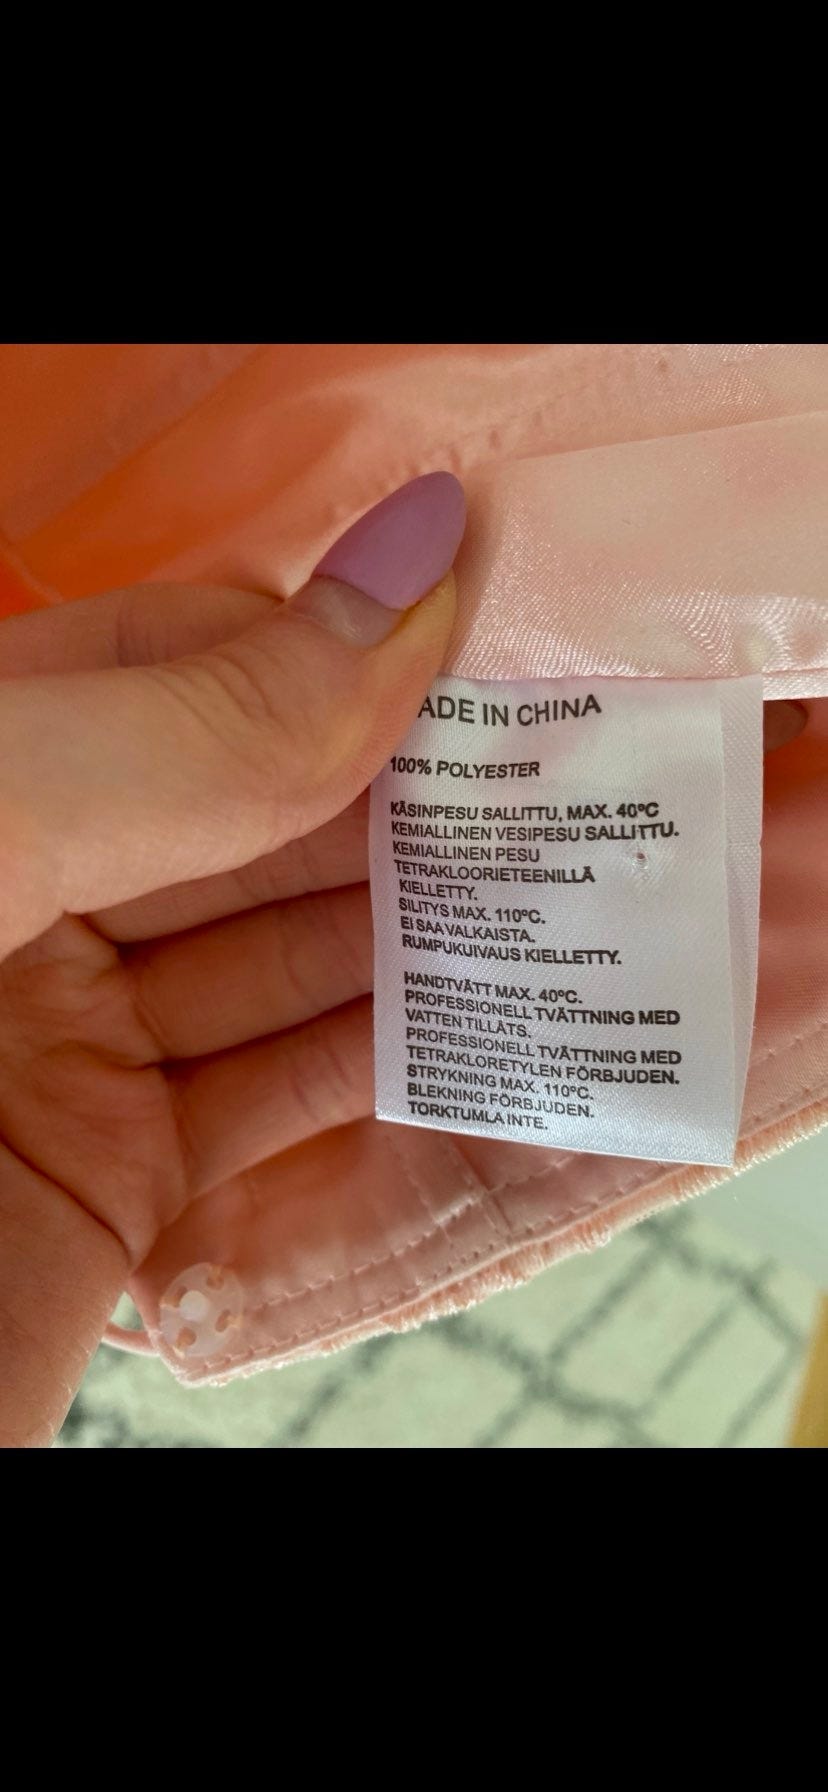 ADE IN CHINA
100% POLYESTER
KÄSINPESU SALLITTU, MAX. 40ºC
KEMIALLINEN VESIPESU SALLITTU.
KEMIALLINEN PESU
TETRAKLOORIETEENILLÄ
KIELLETTY.
SILITYS MAX. 110ºC.
EI SAA VALKAISTA.
RUMPUKUIVAUS KIELLETTY.
HANDTVÄTT MAX. 40ºC.
PROFESSIONELL TVÄTTNING MED
VATTEN TILLÅTS.
PROFESSIONELL TVÄTTNING MED
TETRAKLORETYLEN FÖRBJUDEN.
STRYKNING MAX. 110ºC.
BLEKNING FÖRBJUDEN.
TORKTUMLA INTE.